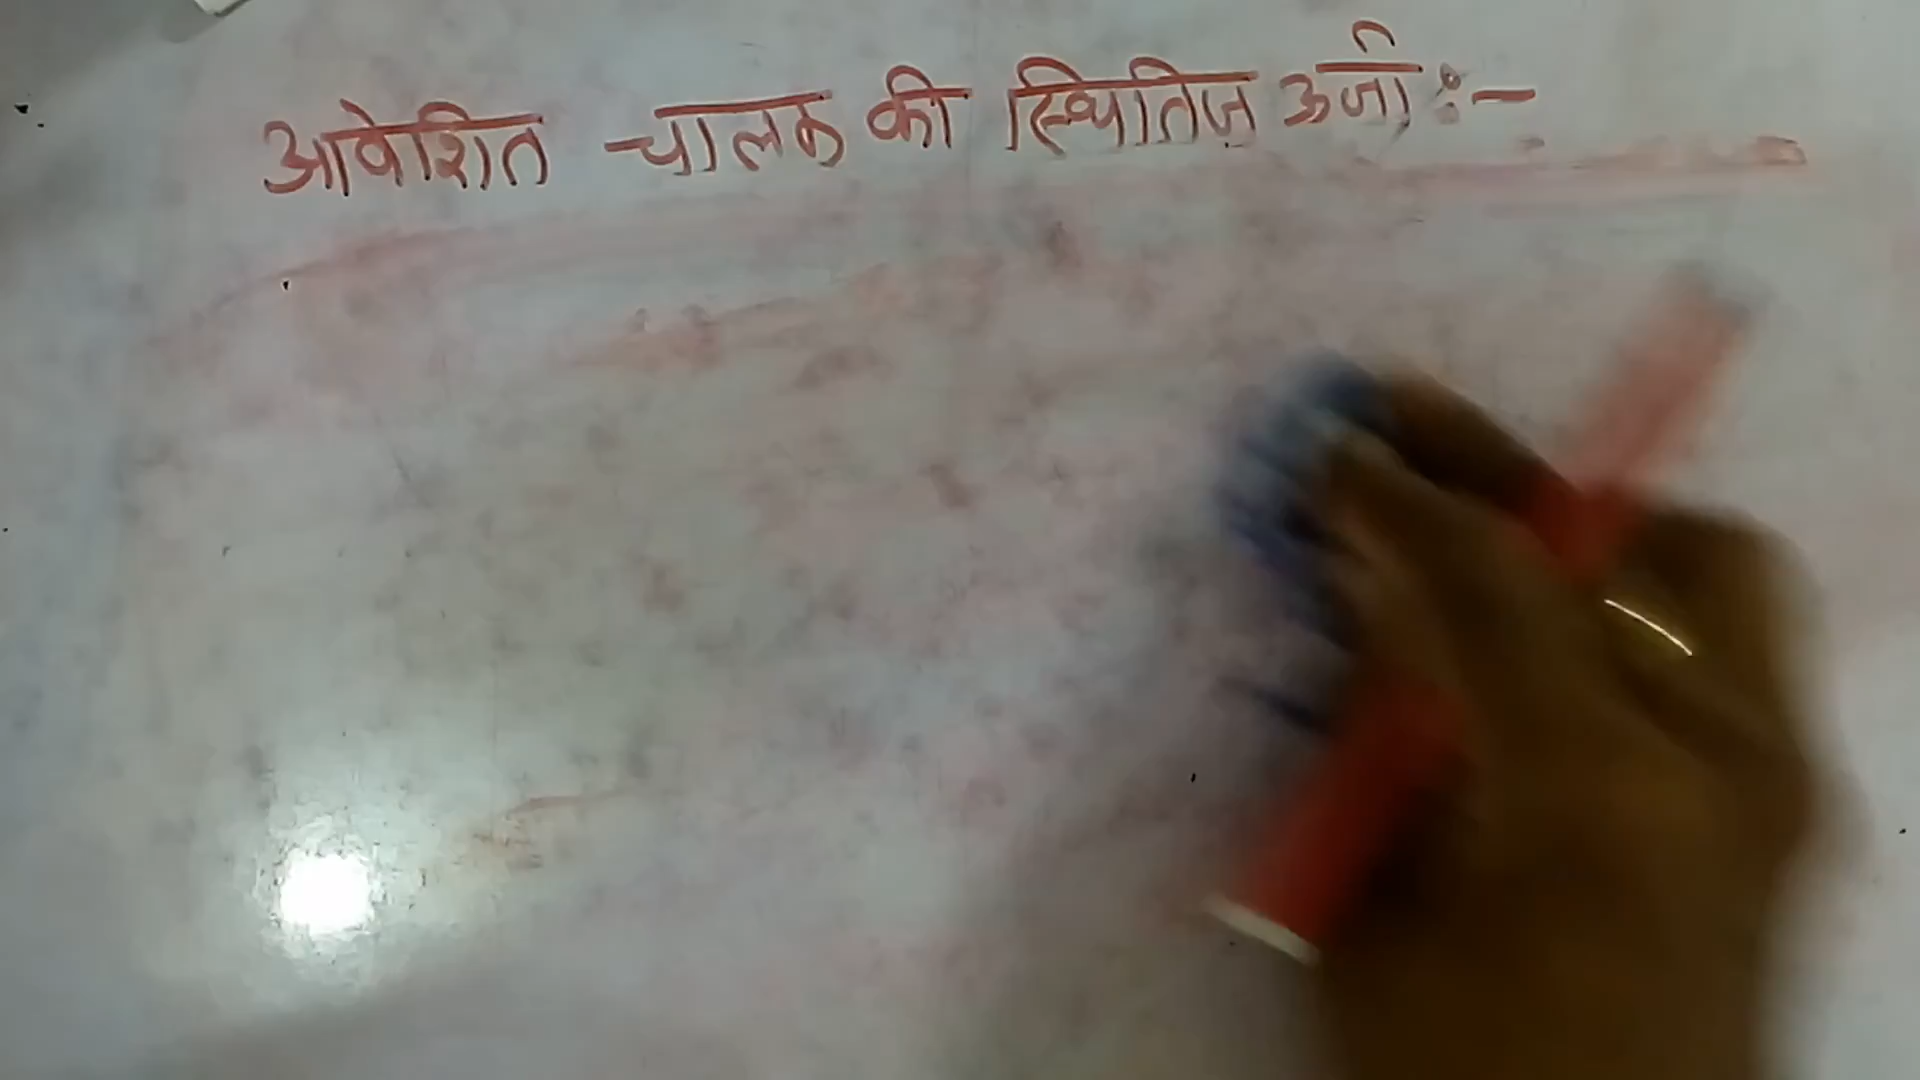 आवेशित चालक की स्थितिज ऊर्जा :-